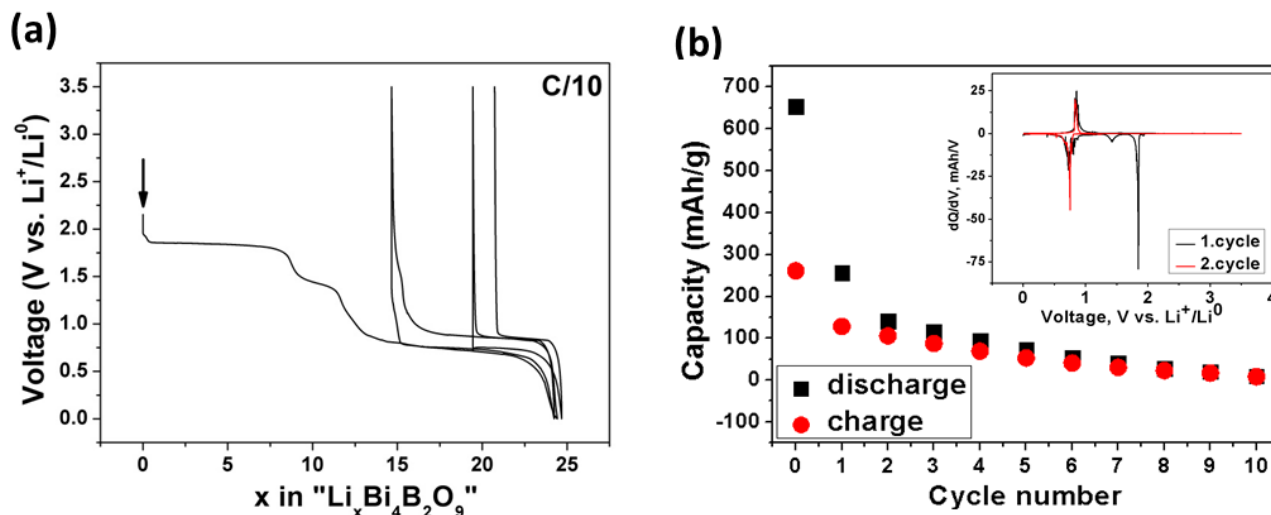 (a)
C/10
3.5
3.0
2.5
2.0
1.5
1.0
0.5
0.0
Voltage (V vs. Li⁺/Li⁰)
0 5 10 15 20 25
x in "LiₓBi₄B₂O₉"
(b)
700
600
500
400
300
200
100
0
-100
Capacity (mAh/g)
discharge
charge
0 1 2 3 4 5 6 7 8 9 10
Cycle number
25
0
-25
-50
-75
dQ/dV, mAh/V
1.cycle
2.cycle
0 1 2 3 4
Voltage, V vs. Li⁺/Li⁰